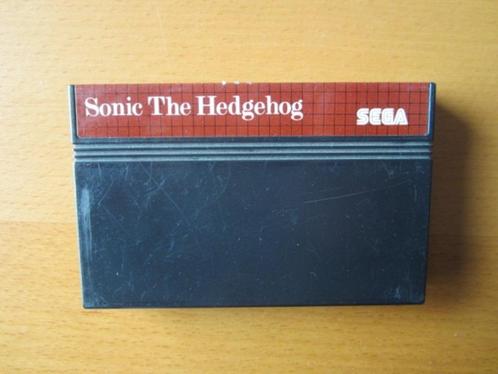 Sonic The Hedgehog
SEGA